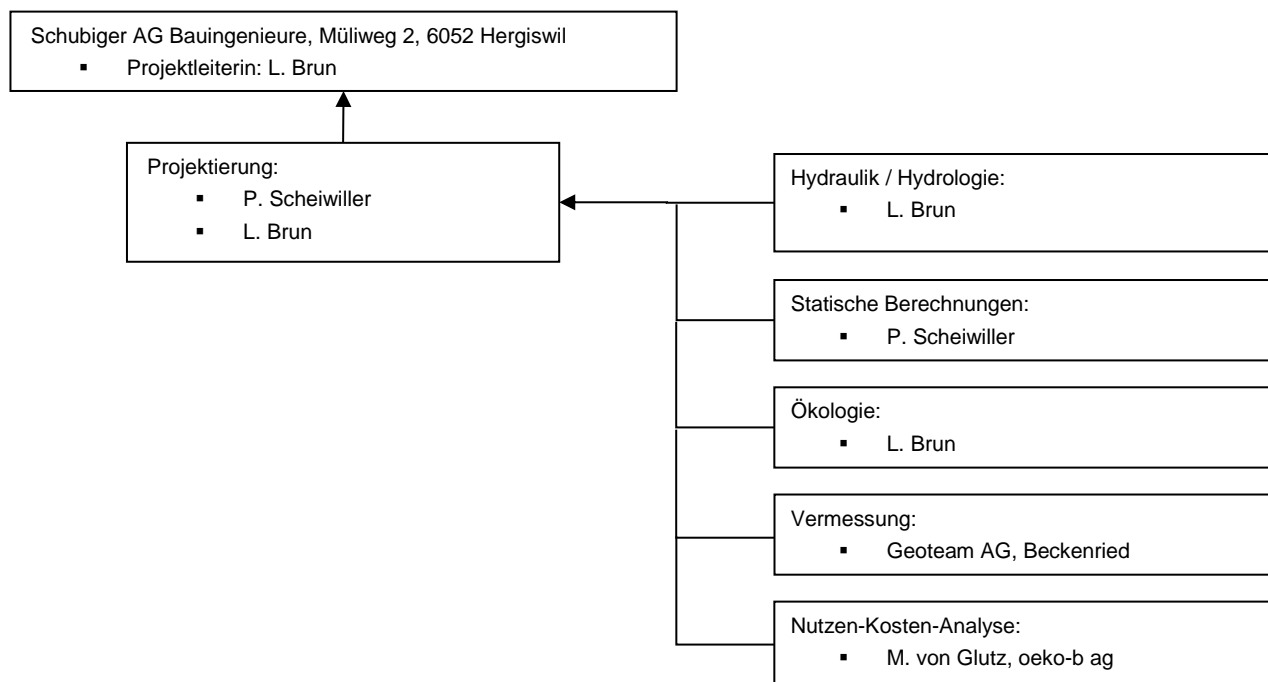 Schubiger AG Bauingenieure, Müliweg 2, 6052 Hergiswil
▪ Projektleiterin: L. Brun
Projektierung:
▪ P. Scheiwiller
▪ L. Brun
Hydraulik / Hydrologie:
▪ L. Brun
Statische Berechnungen:
▪ P. Scheiwiller
Ökologie:
▪ L. Brun
Vermessung:
▪ Geoteam AG, Beckenried
Nutzen-Kosten-Analyse:
▪ M. von Glutz, oeko-b ag